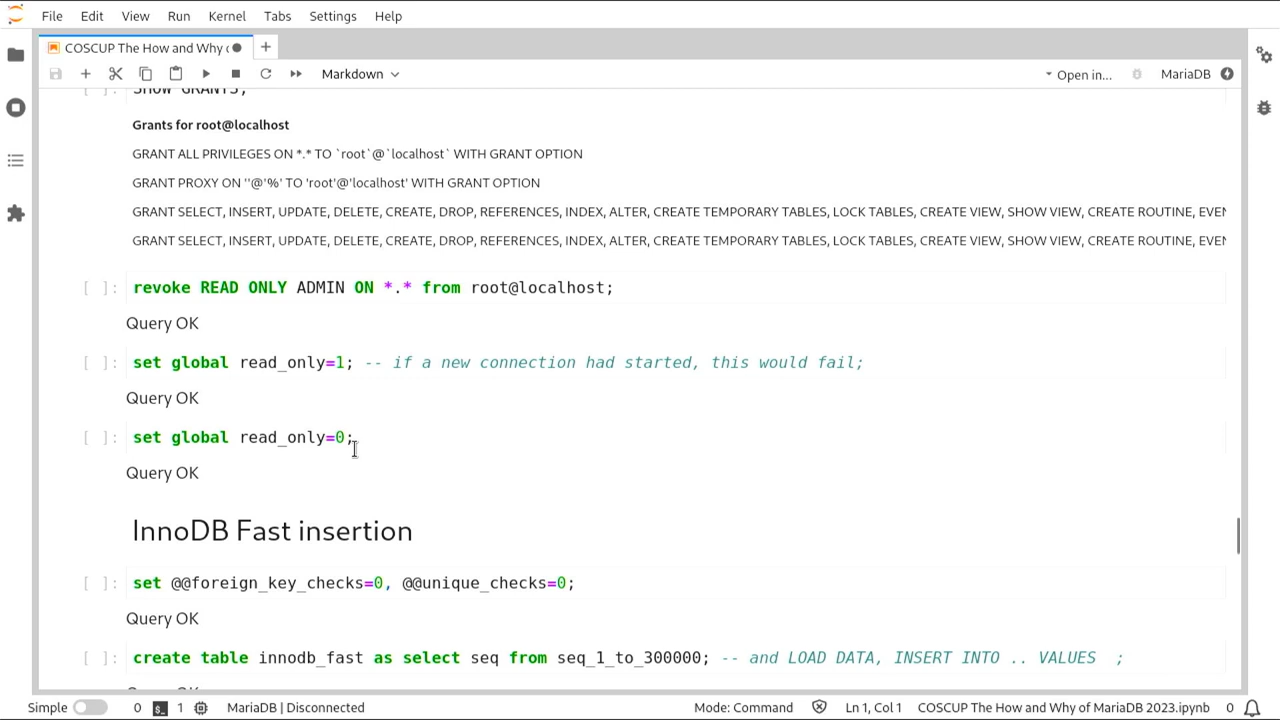 File Edit View Run Kernel Tabs Settings Help
COSCUP The How and Why
Markdown Open in... MariaDB
[ ]: SHOW GRANTS;
Grants for root@localhost
GRANT ALL PRIVILEGES ON *.* TO `root`@`localhost` WITH GRANT OPTION
GRANT PROXY ON ''@'%' TO 'root'@'localhost' WITH GRANT OPTION
GRANT SELECT, INSERT, UPDATE, DELETE, CREATE, DROP, REFERENCES, INDEX, ALTER, CREATE TEMPORARY TABLES, LOCK TABLES, CREATE VIEW, SHOW VIEW, CREATE ROUTINE, EVEN
GRANT SELECT, INSERT, UPDATE, DELETE, CREATE, DROP, REFERENCES, INDEX, ALTER, CREATE TEMPORARY TABLES, LOCK TABLES, CREATE VIEW, SHOW VIEW, CREATE ROUTINE, EVEN
[ ]: revoke READ ONLY ADMIN ON *.* from root@localhost;
Query OK
[ ]: set global read_only=1; -- if a new connection had started, this would fail;
Query OK
[ ]: set global read_only=0;
Query OK
InnoDB Fast insertion
[ ]: set @@foreign_key_checks=0, @@unique_checks=0;
Query OK
[ ]: create table innodb_fast as select seq from seq_1_to_300000; -- and LOAD DATA, INSERT INTO .. VALUES ;
Query OK
Simple 0 1 MariaDB | Disconnected Mode: Command Ln 1, Col 1 COSCUP The How and Why of MariaDB 2023.ipynb 0